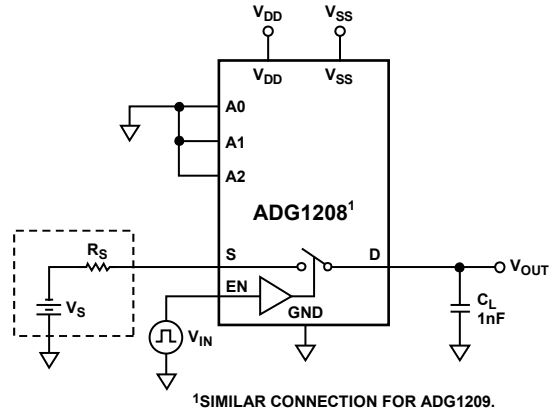 VDD VSS
VDD VSS
A0
A1
A2
ADG1208¹
RS
S D
VOUT
EN
VS
GND
CL
1nF
VIN
¹SIMILAR CONNECTION FOR ADG1209.